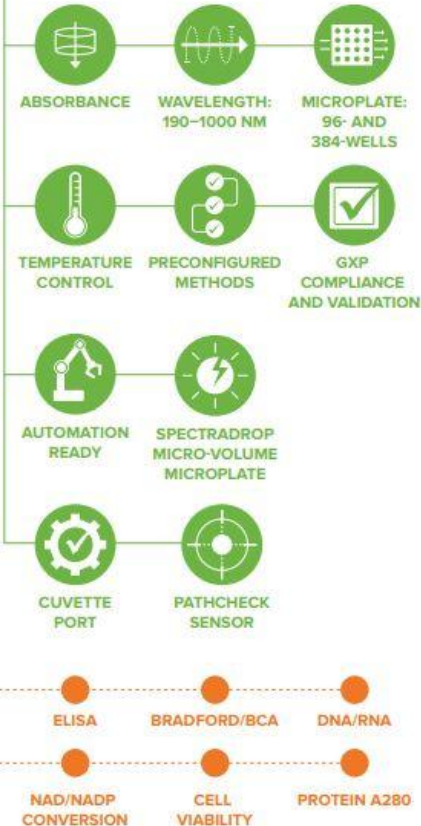 ABSORBANCE
WAVELENGTH:
190–1000 NM
MICROPLATE:
96- AND
384-WELLS
TEMPERATURE
CONTROL
PRECONFIGURED
METHODS
GXP
COMPLIANCE
AND VALIDATION
AUTOMATION
READY
SPECTRADROP
MICRO-VOLUME
MICROPLATE
CUVETTE
PORT
PATHCHECK
SENSOR
ELISA
BRADFORD/BCA
DNA/RNA
NAD/NADP
CONVERSION
CELL
VIABILITY
PROTEIN A280